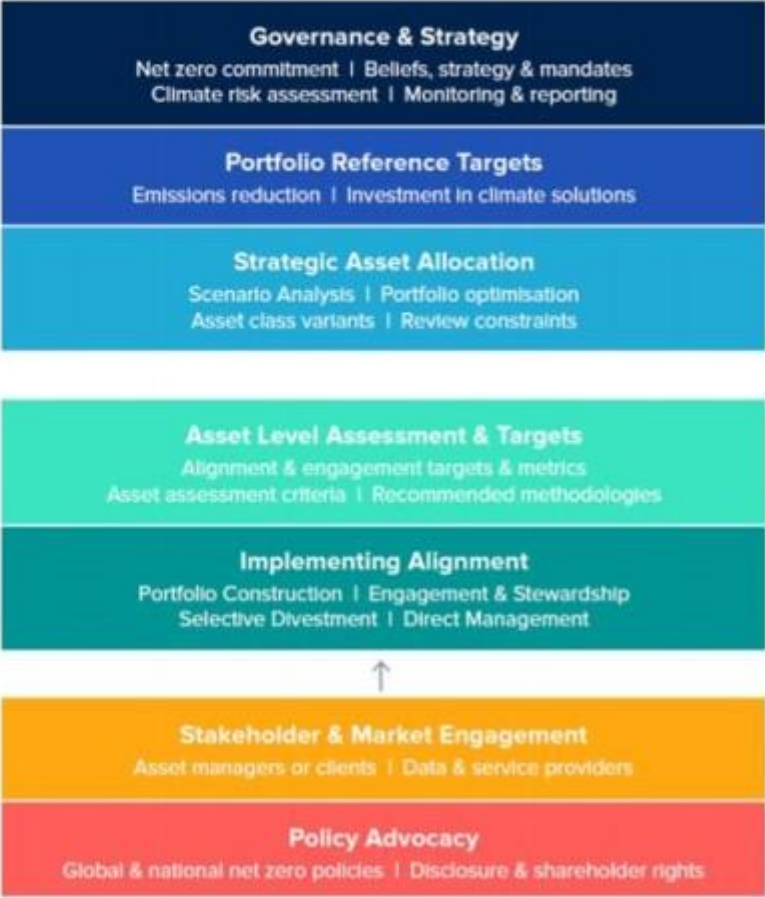 Governance & Strategy
Net zero commitment | Beliefs, strategy & mandates
Climate risk assessment | Monitoring & reporting
Portfolio Reference Targets
Emissions reduction | Investment in climate solutions
Strategic Asset Allocation
Scenario Analysis | Portfolio optimisation
Asset class variants | Review constraints
Asset Level Assessment & Targets
Alignment & engagement targets & metrics
Asset assessment criteria | Recommended methodologies
Implementing Alignment
Portfolio Construction | Engagement & Stewardship
Selective Divestment | Direct Management
↑
Stakeholder & Market Engagement
Asset managers or clients | Data & service providers
Policy Advocacy
Global & national net zero policies | Disclosure & shareholder rights